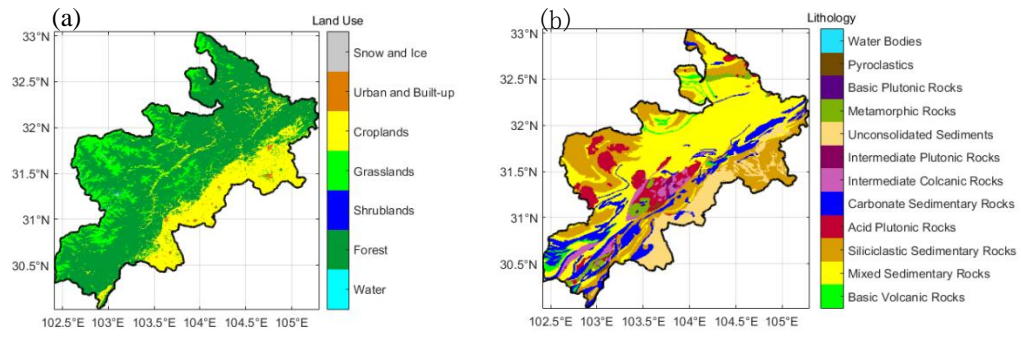 (a)
Land Use
33°N
32.5°N
32°N
31.5°N
31°N
30.5°N
102.5°E 103°E 103.5°E 104°E 104.5°E 105°E
Snow and Ice
Urban and Built-up
Croplands
Grasslands
Shrublands
Forest
Water
(b)
Lithology
33°N
32.5°N
32°N
31.5°N
31°N
30.5°N
102.5°E 103°E 103.5°E 104°E 104.5°E 105°E
Water Bodies
Pyroclastics
Basic Plutonic Rocks
Metamorphic Rocks
Unconsolidated Sediments
Intermediate Plutonic Rocks
Intermediate Colcanic Rocks
Carbonate Sedimentary Rocks
Acid Plutonic Rocks
Siliciclastic Sedimentary Rocks
Mixed Sedimentary Rocks
Basic Volcanic Rocks